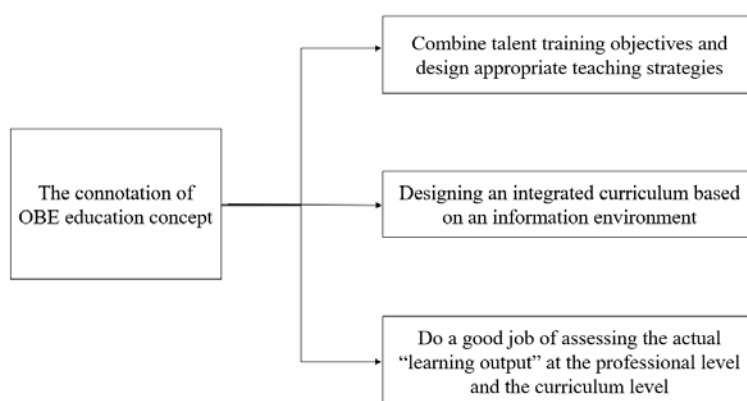 Combine talent training objectives and
design appropriate teaching strategies
The connotation of
OBE education concept
Designing an integrated curriculum based
on an information environment
Do a good job of assessing the actual
“learning output” at the professional level
and the curriculum level